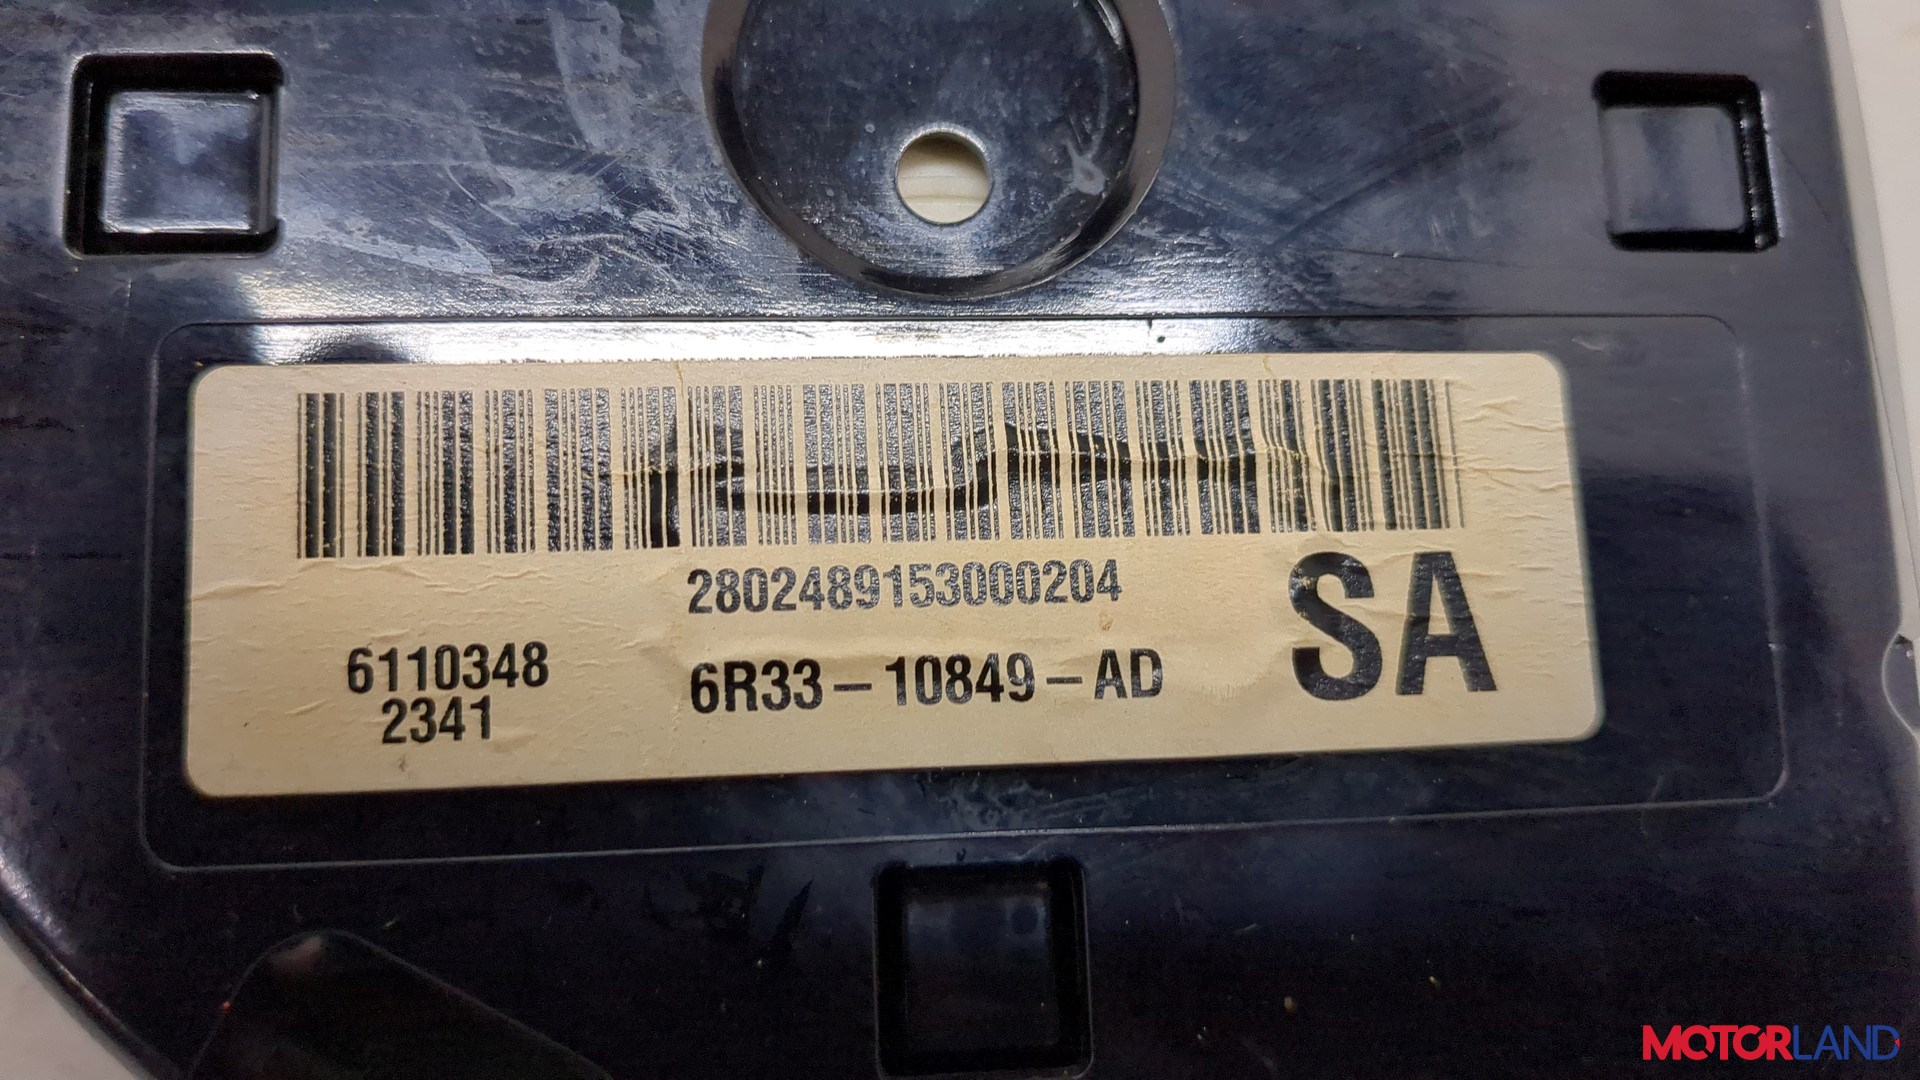 2802489153000204
SA
6110348
6R33-10849-AD
2341
MOTORLAND